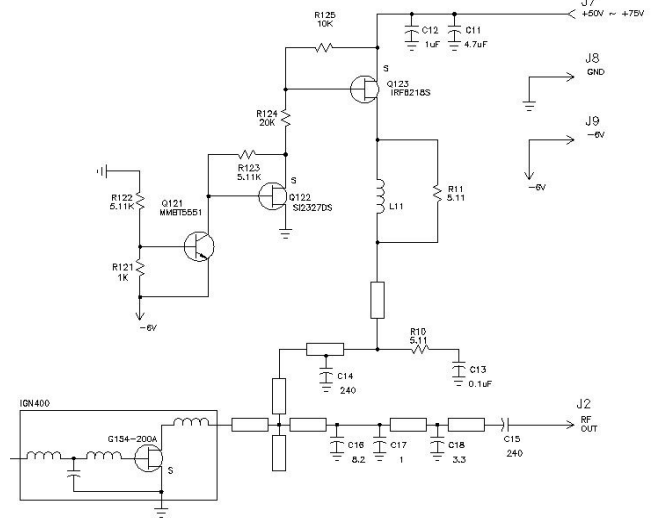 J7
+50V ~ +75V
R125
10K
C12
1uF
C11
4.7uF
S
Q123
IRF6218S
J8
GND
R124
20K
J9
-6V
R123
5.11K
S
Q122
SI2327DS
R122
5.11K
Q121
MMBT5551
L11
R11
5.11
-6V
R121
1K
-6V
R10
5.11
C14
240
C13
0.1uF
IGN400
J2
RF
OUT
G154-200A
S
C16
8.2
C17
1
C18
3.3
C15
240